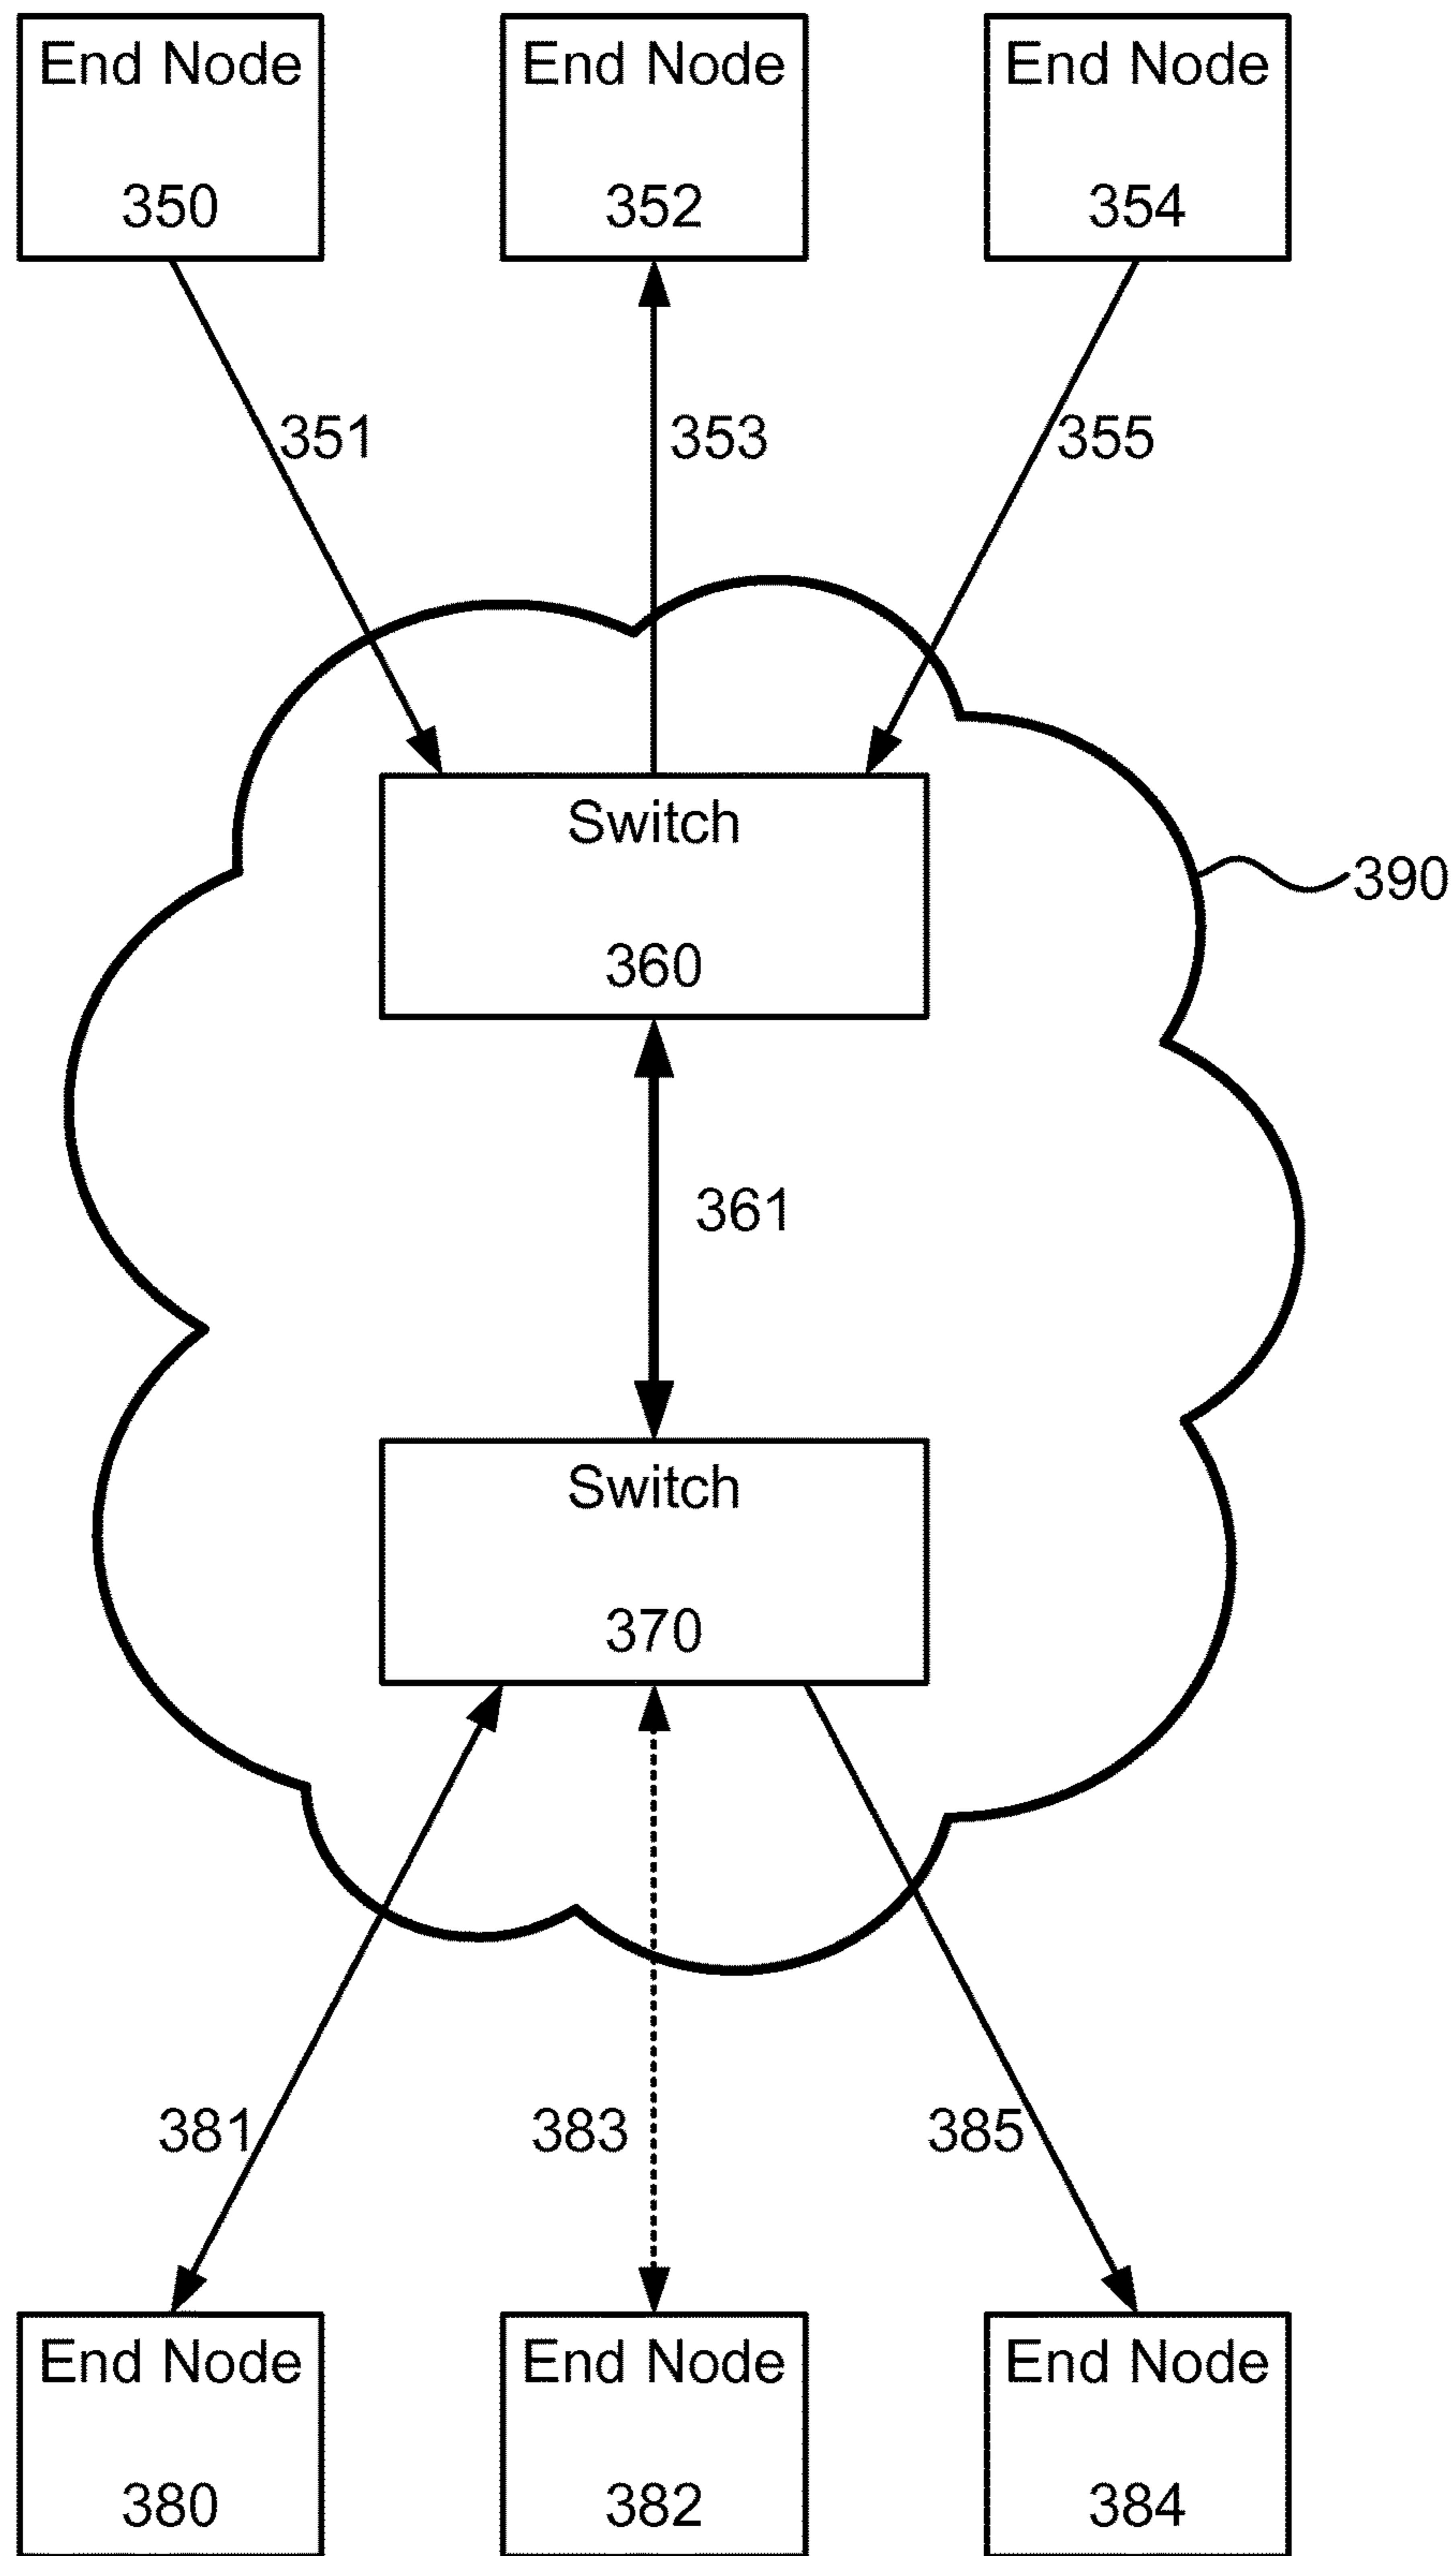 End Node
350
End Node
352
End Node
354
351
353
355
Switch
360
390
361
Switch
370
381
383
385
End Node
380
End Node
382
End Node
384